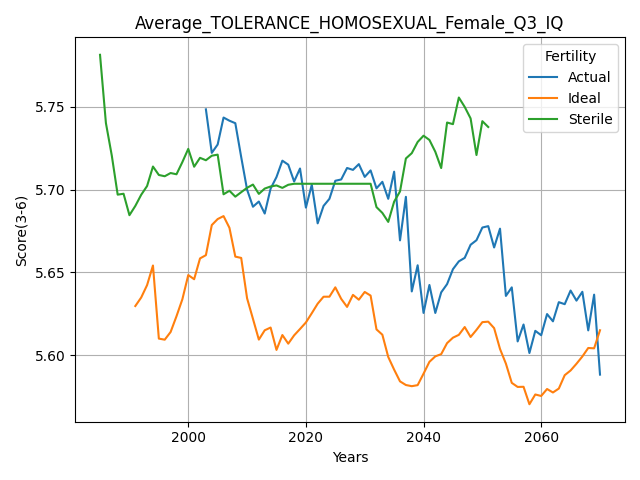 Average_TOLERANCE_HOMOSEXUAL_Female_Q3_IQ
Fertility
Actual
Ideal
Sterile
Score(3-6)
5.75
5.70
5.65
5.60
2000
2020
2040
2060
Years